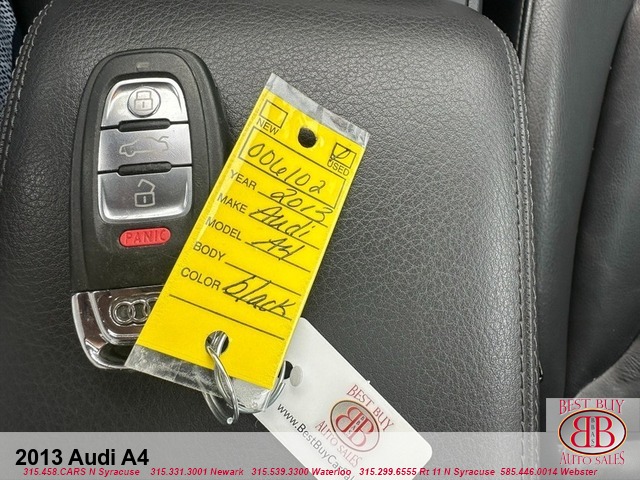 PANIC
NEW
USED
006102
YEAR 2013
MAKE Audi
MODEL A4
BODY
COLOR black
BEST BUY
BB
AUTO SALES
BEST BUY
BB
AUTO SALES
2013 Audi A4
315.458.CARS N Syracuse 315.331.3001 Newark 315.539.3300 Waterloo 315.299.6555 Rt 11 N Syracuse 585.446.0014 Webster